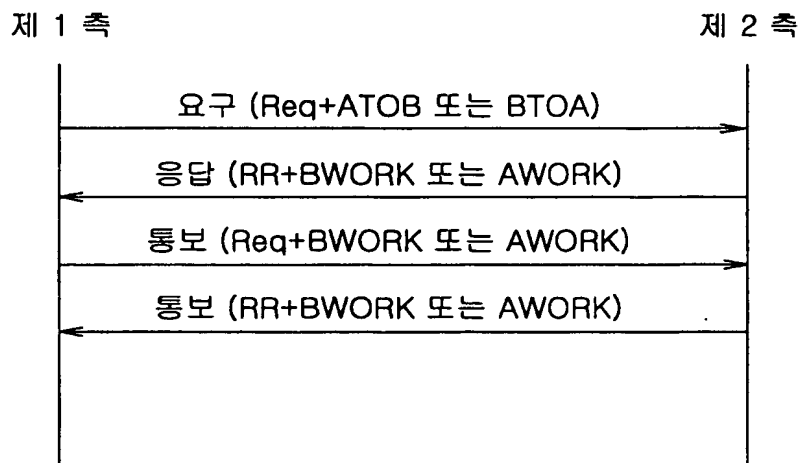 제 1 측
제 2 측
요구 (Req+ATOB 또는 BTOA)
응답 (RR+BWORK 또는 AWORK)
통보 (Req+BWORK 또는 AWORK)
통보 (RR+BWORK 또는 AWORK)